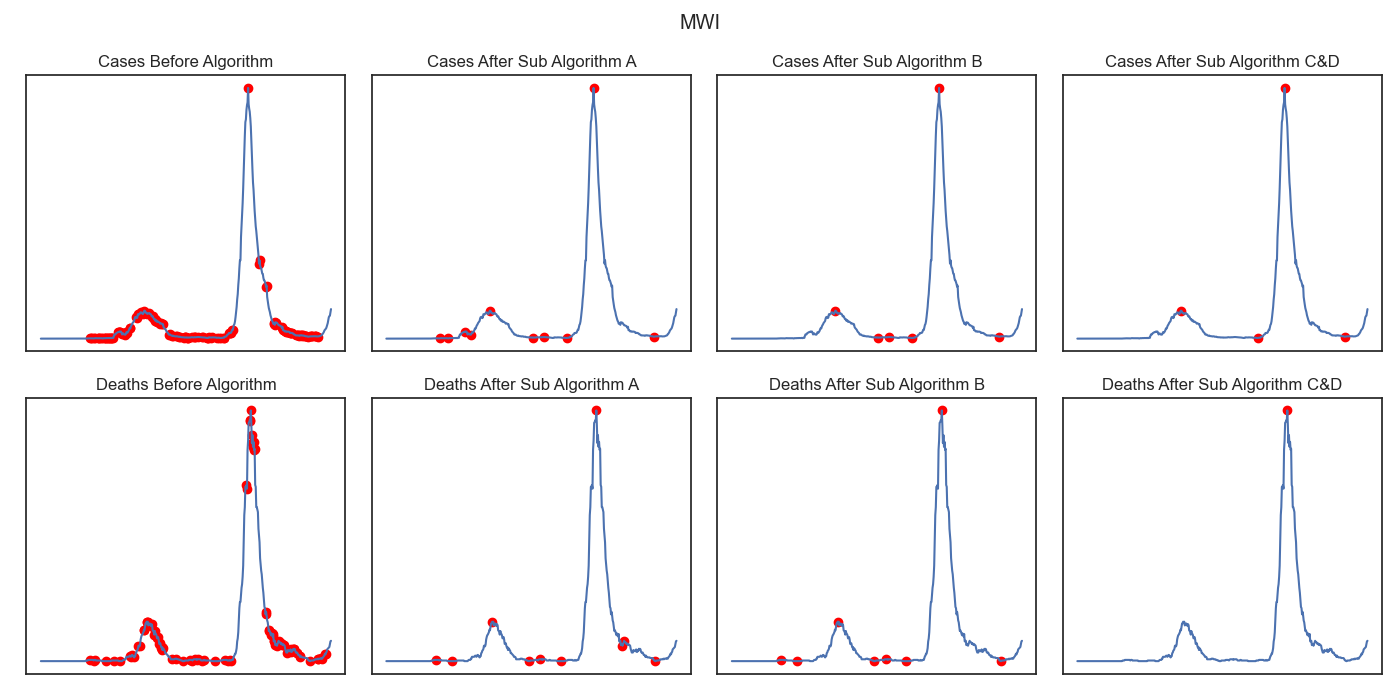 MWI
Cases Before Algorithm
Cases After Sub Algorithm A
Cases After Sub Algorithm B
Cases After Sub Algorithm C&D
Deaths Before Algorithm
Deaths After Sub Algorithm A
Deaths After Sub Algorithm B
Deaths After Sub Algorithm C&D